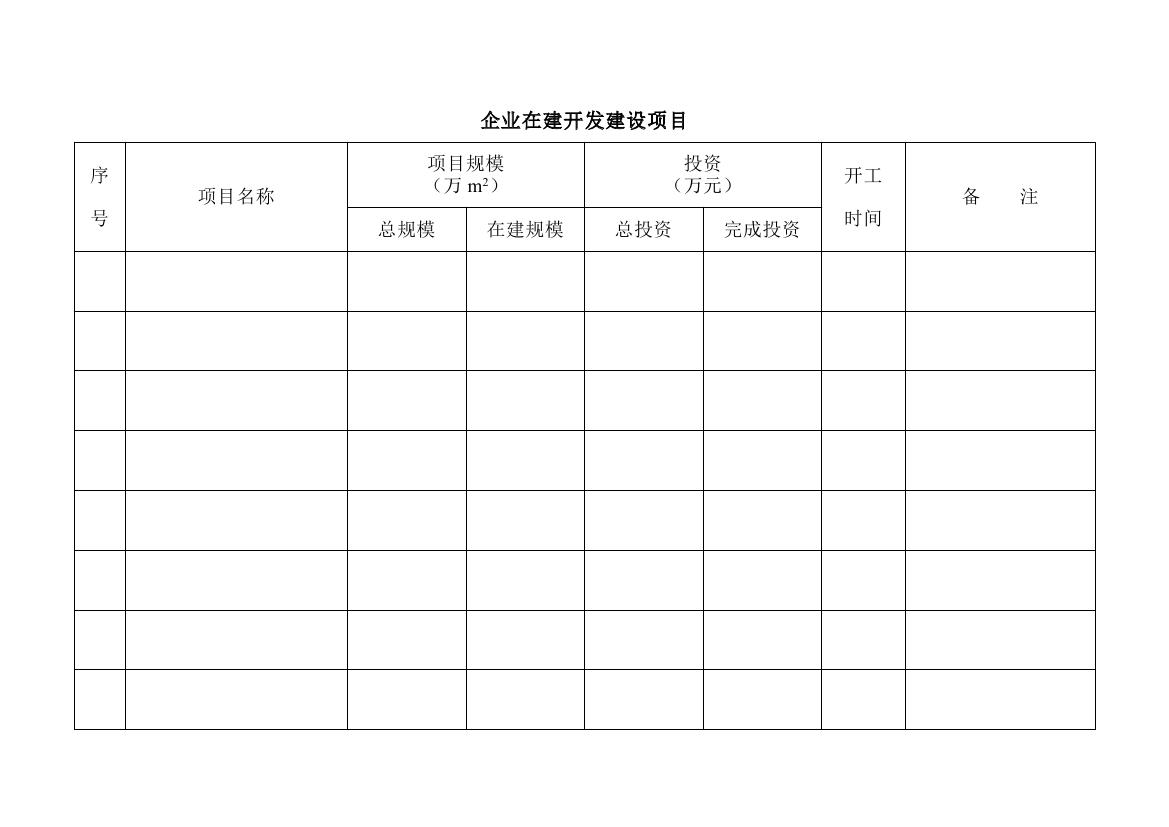 企业在建开发建设项目
序号
项目名称
项目规模
（万 m²）
投资
（万元）
开工
时间
备 注
总规模
在建规模
总投资
完成投资